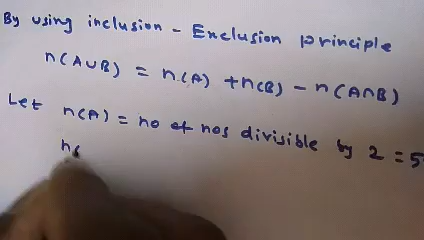 By using inclusion - Exclusion principle
n(A∪B) = n(A) + n(B) - n(A∩B)
Let n(A) = no of nos divisible by 2 = 5
n(